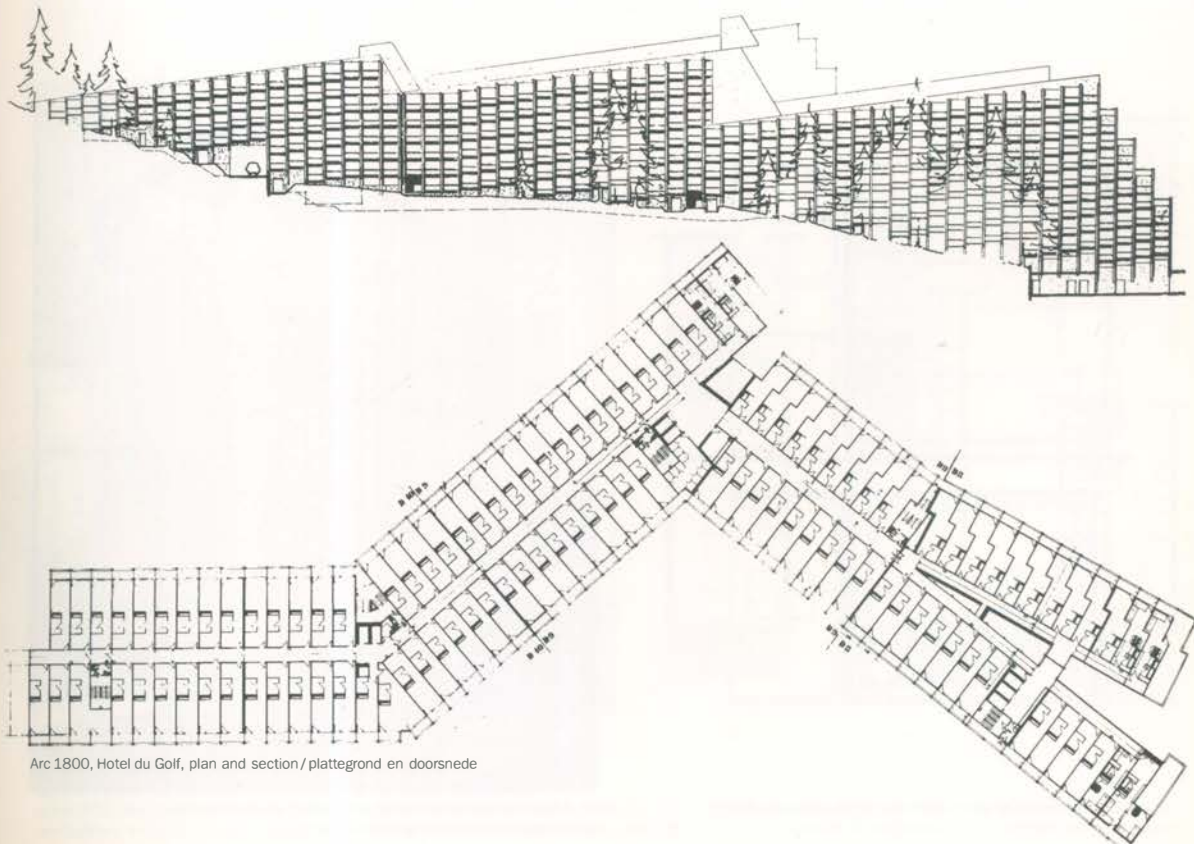 Arc 1800, Hotel du Golf, plan and section/plattegrond en doorsnede